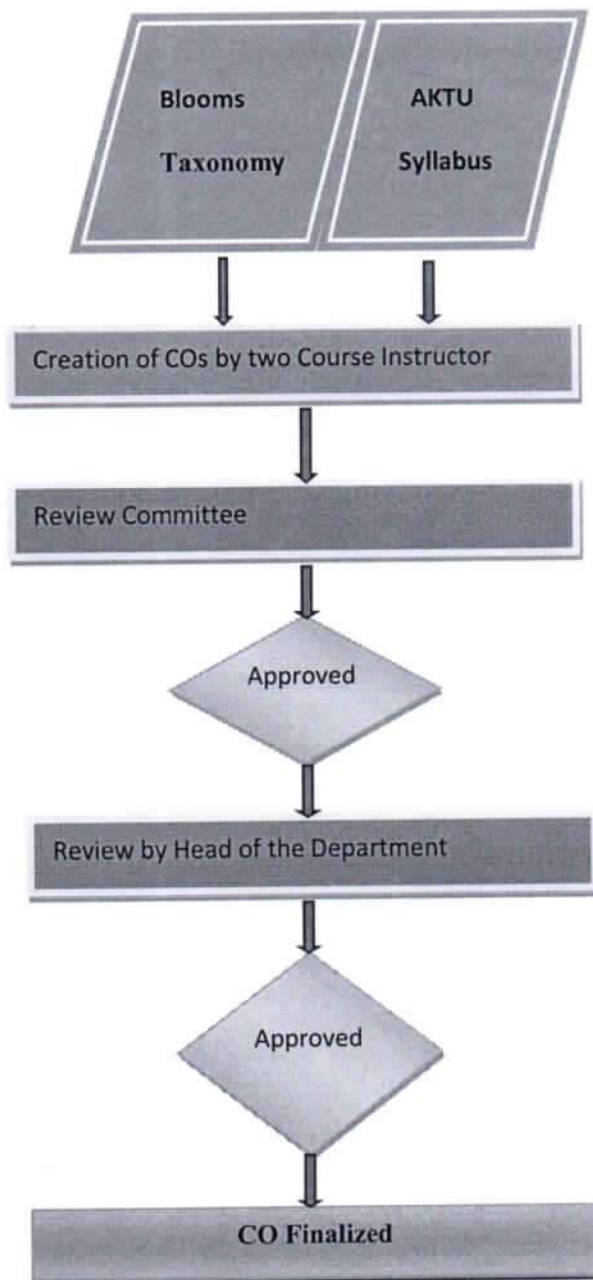 Blooms
Taxonomy
AKTU
Syllabus
Creation of COs by two Course Instructor
Review Committee
Approved
Review by Head of the Department
Approved
CO Finalized